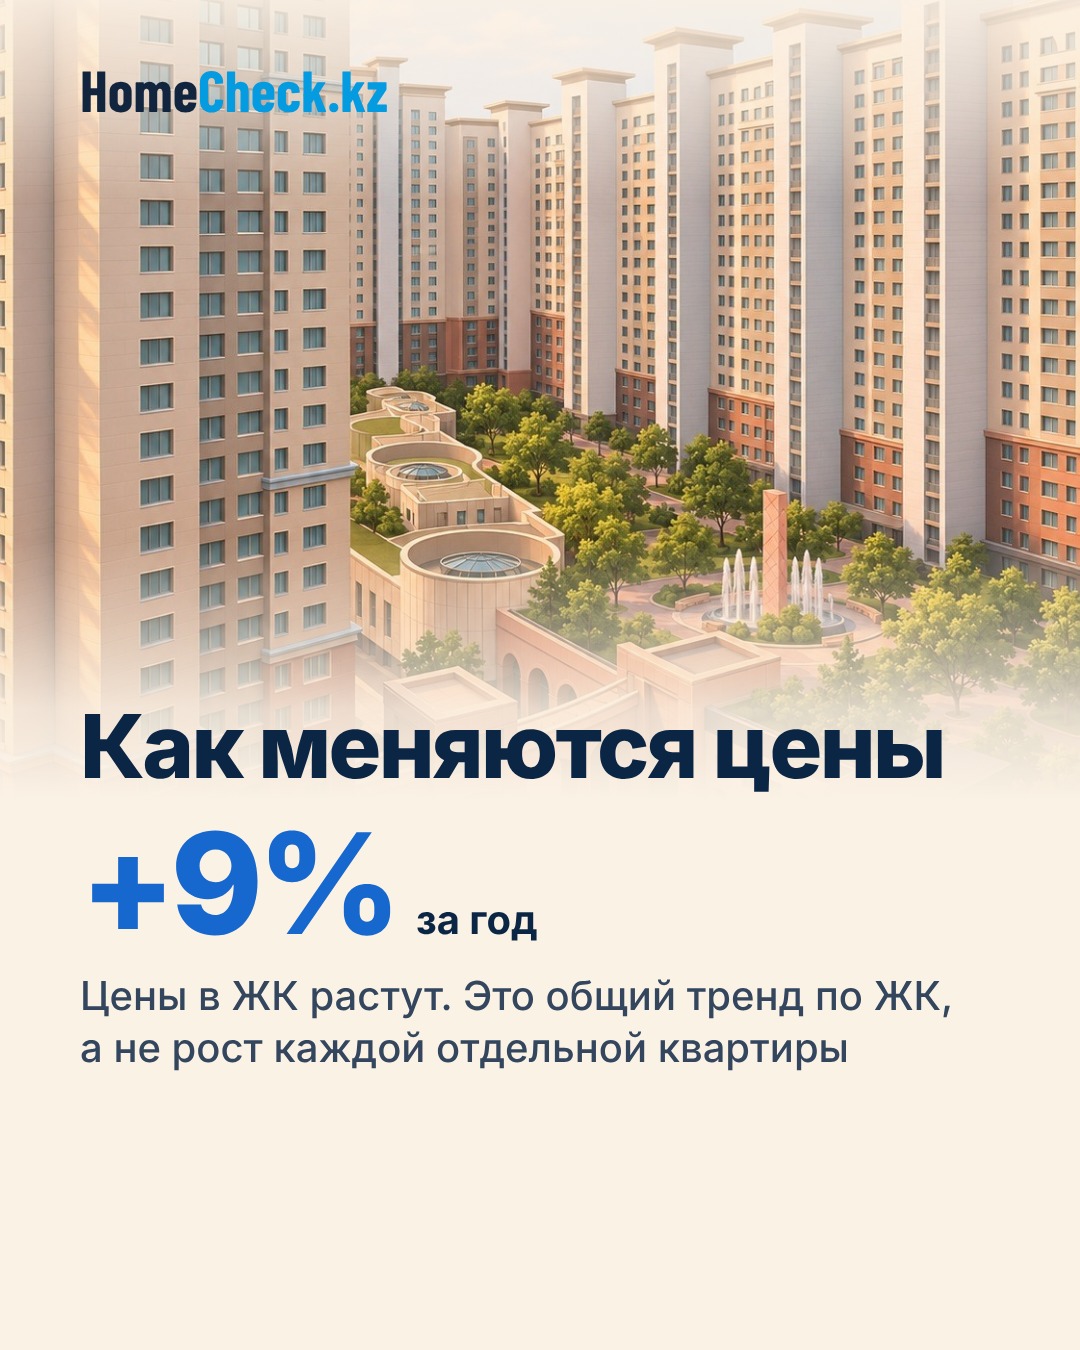 HomeCheck.kz
Как меняются цены
+9% за год
Цены в ЖК растут. Это общий тренд по ЖК,
а не рост каждой отдельной квартиры